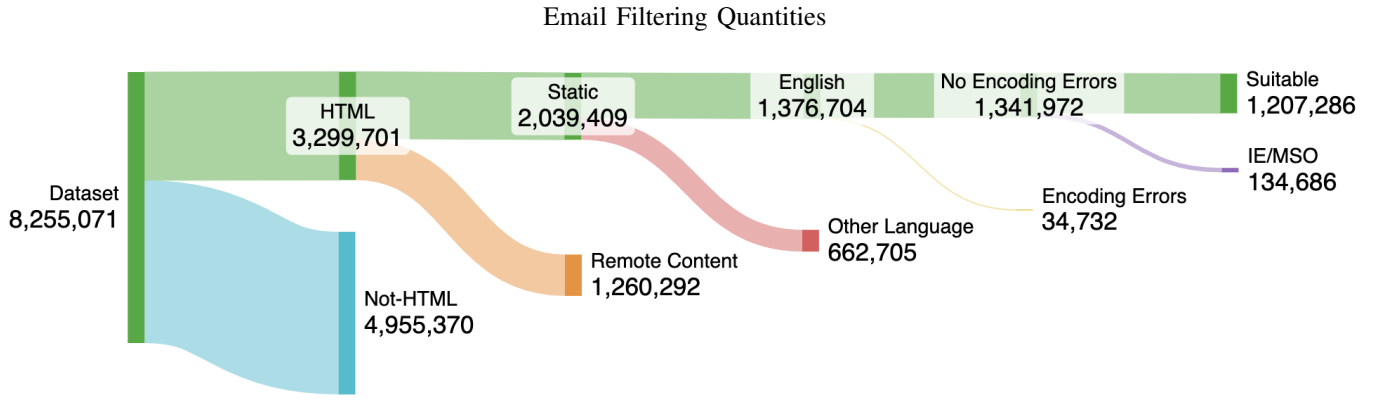 Email Filtering Quantities
Dataset
8,255,071
HTML
3,299,701
Not-HTML
4,955,370
Static
2,039,409
Remote Content
1,260,292
English
1,376,704
Other Language
662,705
No Encoding Errors
1,341,972
Encoding Errors
34,732
Suitable
1,207,286
IE/MSO
134,686